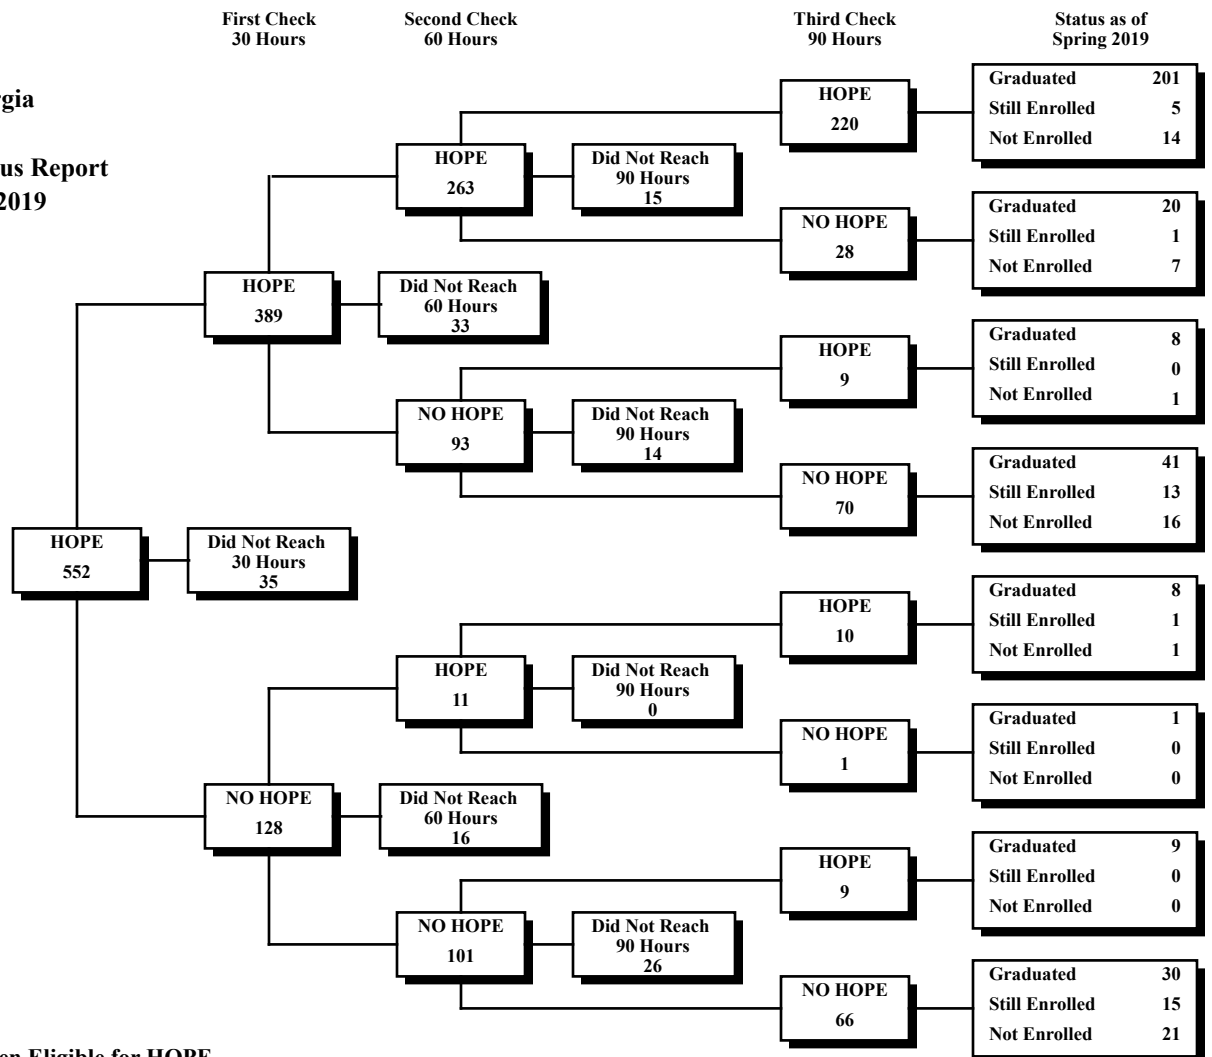 First Check
30 Hours
Second Check
60 Hours
Third Check
90 Hours
Status as of
Spring 2019
us Report
2019
HOPE
552
Did Not Reach
30 Hours
35
HOPE
389
Did Not Reach
60 Hours
33
NO HOPE
128
Did Not Reach
60 Hours
16
HOPE
263
Did Not Reach
90 Hours
15
NO HOPE
93
Did Not Reach
90 Hours
14
HOPE
11
Did Not Reach
90 Hours
0
NO HOPE
101
Did Not Reach
90 Hours
26
HOPE
220
Graduated 201
Still Enrolled 5
Not Enrolled 14
NO HOPE
28
Graduated 20
Still Enrolled 1
Not Enrolled 7
HOPE
9
Graduated 8
Still Enrolled 0
Not Enrolled 1
NO HOPE
70
Graduated 41
Still Enrolled 13
Not Enrolled 16
HOPE
10
Graduated 8
Still Enrolled 1
Not Enrolled 1
NO HOPE
1
Graduated 1
Still Enrolled 0
Not Enrolled 0
HOPE
9
Graduated 9
Still Enrolled 0
Not Enrolled 0
NO HOPE
66
Graduated 30
Still Enrolled 15
Not Enrolled 21
Eligible for HOPE